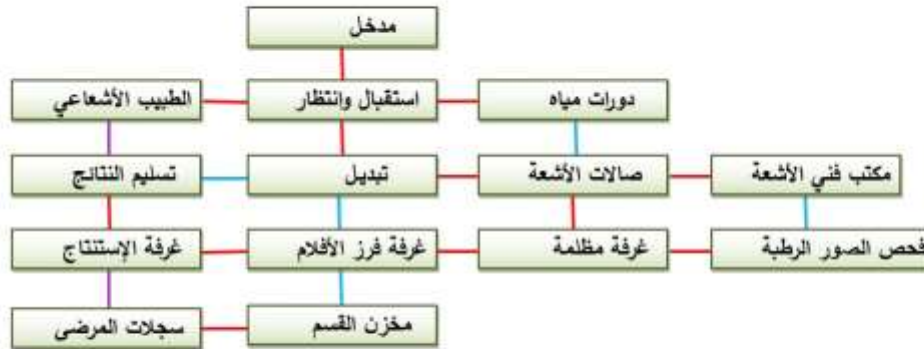 مدخل
دورات مياه
استقبال وانتظار
الطبيب الأشعاعي
مكتب فني الأشعة
صالات الأشعة
تبديل
تسليم النتائج
فحص الصور الرطبة
غرفة مظلمة
غرفة فرز الأفلام
غرفة الإستنتاج
مخزن القسم
سجلات المرضى